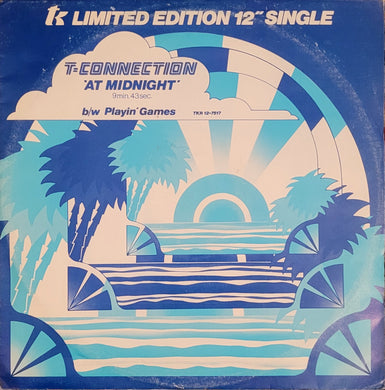 tk LIMITED EDITION 12" SINGLE
T-CONNECTION
'AT MIDNIGHT'
9min. 43sec.
b/w Playin' Games
TKR 12-7517